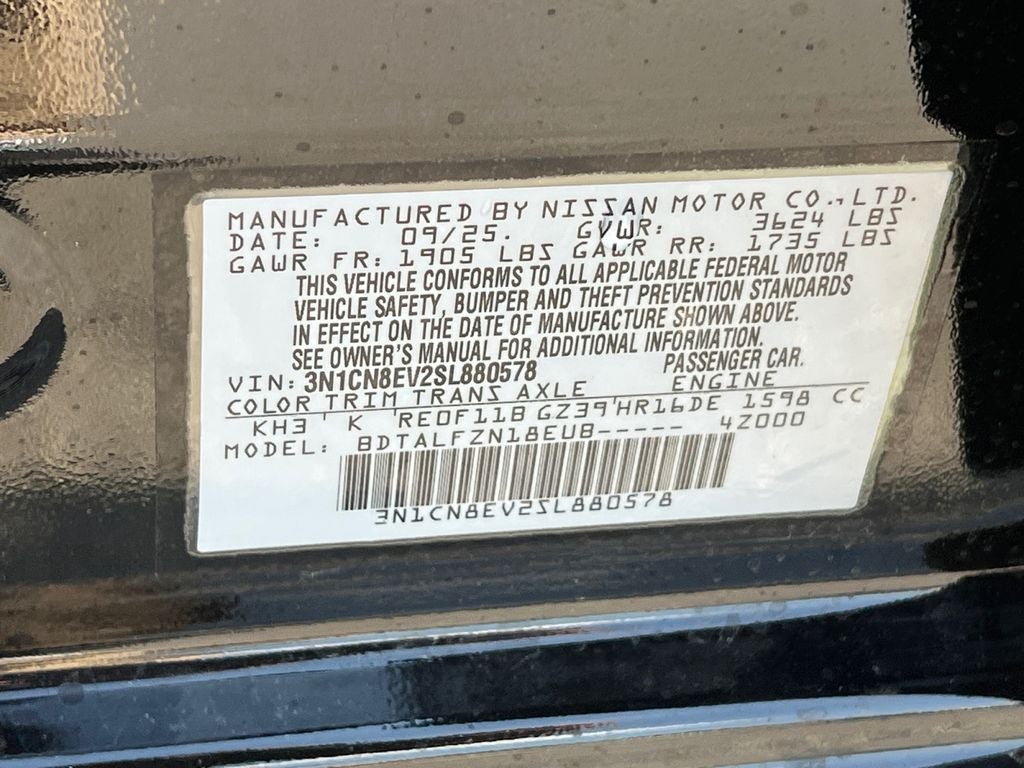 MANUFACTURED BY NISSAN MOTOR CO., LTD.
DATE: 09/25. GVWR: 3624 LBS
GAWR FR: 1905 LBS GAWR RR: 1735 LBS
THIS VEHICLE CONFORMS TO ALL APPLICABLE FEDERAL MOTOR
VEHICLE SAFETY, BUMPER AND THEFT PREVENTION STANDARDS
IN EFFECT ON THE DATE OF MANUFACTURE SHOWN ABOVE.
SEE OWNER'S MANUAL FOR ADDITIONAL INFORMATION.
VIN: 3N1CN8EV2SL880578 PASSENGER CAR.
COLOR TRIM TRANS AXLE ENGINE
KH3 K RE0F11B GZ39 HR16DE 1598 CC
MODEL: BDTALFZN18EUB----- 4Z000
3N1CN8EV2SL880578